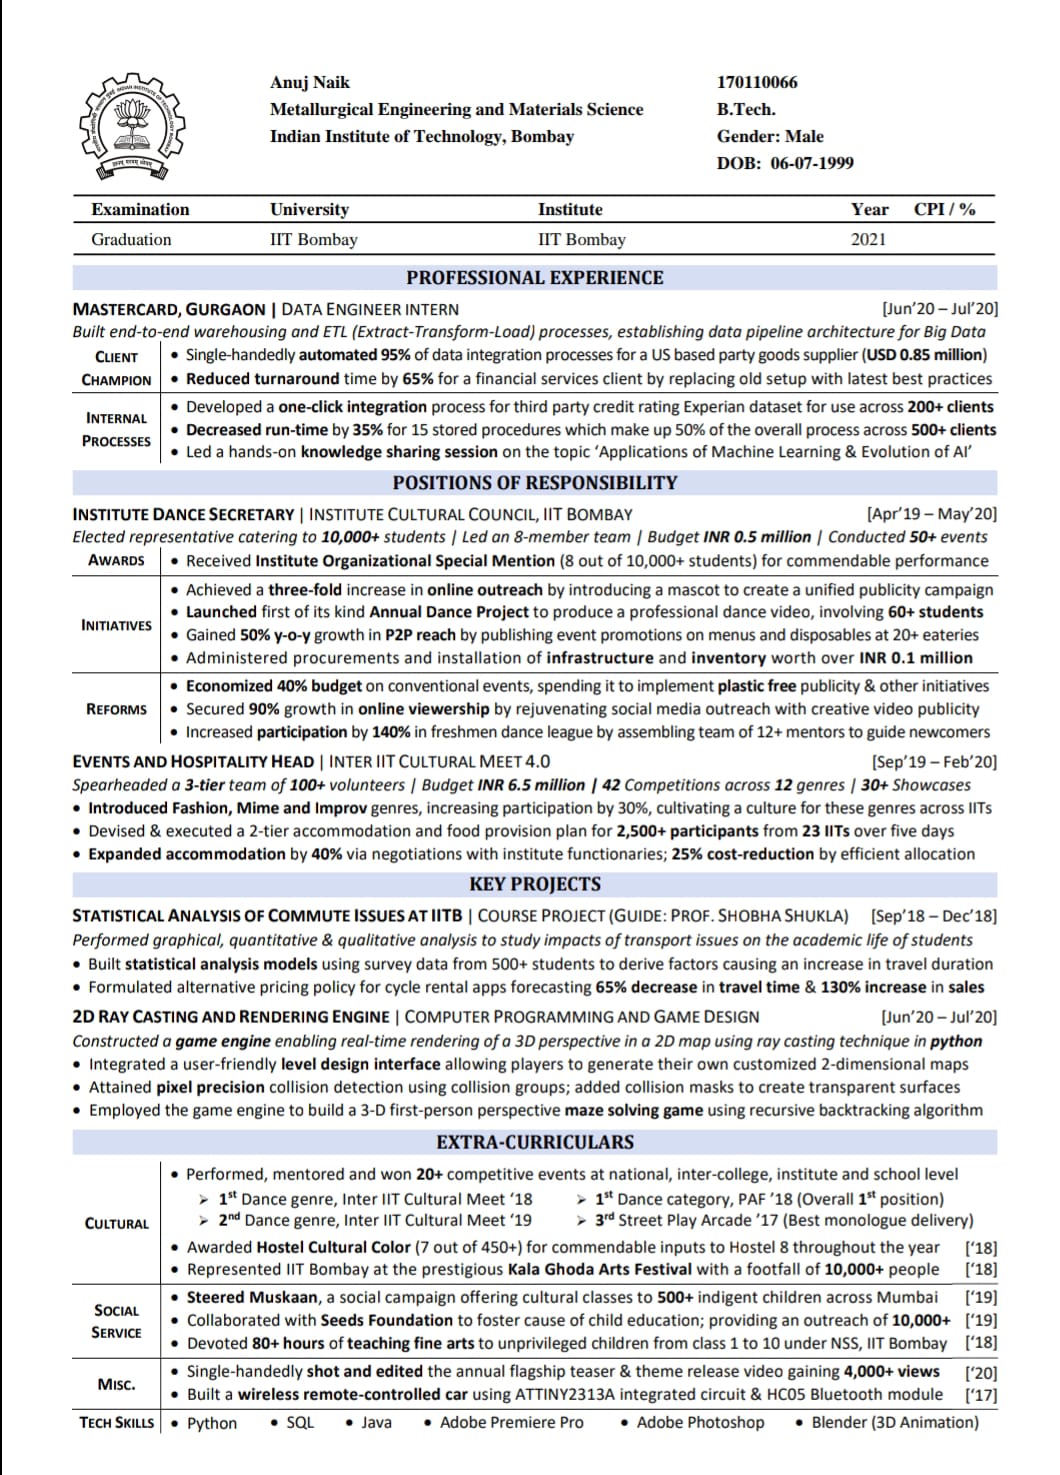 Anuj Naik 170110066
Metallurgical Engineering and Materials Science B.Tech.
Indian Institute of Technology, Bombay Gender: Male
DOB: 06-07-1999
Examination University Institute Year CPI / %
Graduation IIT Bombay IIT Bombay 2021
PROFESSIONAL EXPERIENCE
MASTERCARD, GURGAON | DATA ENGINEER INTERN [Jun'20 – Jul'20]
Built end-to-end warehousing and ETL (Extract-Transform-Load) processes, establishing data pipeline architecture for Big Data
CLIENT CHAMPION
• Single-handedly automated 95% of data integration processes for a US based party goods supplier (USD 0.85 million)
• Reduced turnaround time by 65% for a financial services client by replacing old setup with latest best practices
INTERNAL PROCESSES
• Developed a one-click integration process for third party credit rating Experian dataset for use across 200+ clients
• Decreased run-time by 35% for 15 stored procedures which make up 50% of the overall process across 500+ clients
• Led a hands-on knowledge sharing session on the topic 'Applications of Machine Learning & Evolution of AI'
POSITIONS OF RESPONSIBILITY
INSTITUTE DANCE SECRETARY | INSTITUTE CULTURAL COUNCIL, IIT BOMBAY [Apr'19 – May'20]
Elected representative catering to 10,000+ students | Led an 8-member team | Budget INR 0.5 million | Conducted 50+ events
AWARDS • Received Institute Organizational Special Mention (8 out of 10,000+ students) for commendable performance
INITIATIVES
• Achieved a three-fold increase in online outreach by introducing a mascot to create a unified publicity campaign
• Launched first of its kind Annual Dance Project to produce a professional dance video, involving 60+ students
• Gained 50% y-o-y growth in P2P reach by publishing event promotions on menus and disposables at 20+ eateries
• Administered procurements and installation of infrastructure and inventory worth over INR 0.1 million
REFORMS
• Economized 40% budget on conventional events, spending it to implement plastic free publicity & other initiatives
• Secured 90% growth in online viewership by rejuvenating social media outreach with creative video publicity
• Increased participation by 140% in freshmen dance league by assembling team of 12+ mentors to guide newcomers
EVENTS AND HOSPITALITY HEAD | INTER IIT CULTURAL MEET 4.0 [Sep'19 – Feb'20]
Spearheaded a 3-tier team of 100+ volunteers | Budget INR 6.5 million | 42 Competitions across 12 genres | 30+ Showcases
• Introduced Fashion, Mime and Improv genres, increasing participation by 30%, cultivating a culture for these genres across IITs
• Devised & executed a 2-tier accommodation and food provision plan for 2,500+ participants from 23 IITs over five days
• Expanded accommodation by 40% via negotiations with institute functionaries; 25% cost-reduction by efficient allocation
KEY PROJECTS
STATISTICAL ANALYSIS OF COMMUTE ISSUES AT IITB | COURSE PROJECT (GUIDE: PROF. SHOBHA SHUKLA) [Sep'18 – Dec'18]
Performed graphical, quantitative & qualitative analysis to study impacts of transport issues on the academic life of students
• Built statistical analysis models using survey data from 500+ students to derive factors causing an increase in travel duration
• Formulated alternative pricing policy for cycle rental apps forecasting 65% decrease in travel time & 130% increase in sales
2D RAY CASTING AND RENDERING ENGINE | COMPUTER PROGRAMMING AND GAME DESIGN [Jun'20 – Jul'20]
Constructed a game engine enabling real-time rendering of a 3D perspective in a 2D map using ray casting technique in python
• Integrated a user-friendly level design interface allowing players to generate their own customized 2-dimensional maps
• Attained pixel precision collision detection using collision groups; added collision masks to create transparent surfaces
• Employed the game engine to build a 3-D first-person perspective maze solving game using recursive backtracking algorithm
EXTRA-CURRICULARS
CULTURAL
• Performed, mentored and won 20+ competitive events at national, inter-college, institute and school level
➢ 1st Dance genre, Inter IIT Cultural Meet '18 ➢ 1st Dance category, PAF '18 (Overall 1st position)
➢ 2nd Dance genre, Inter IIT Cultural Meet '19 ➢ 3rd Street Play Arcade '17 (Best monologue delivery)
• Awarded Hostel Cultural Color (7 out of 450+) for commendable inputs to Hostel 8 throughout the year ['18]
• Represented IIT Bombay at the prestigious Kala Ghoda Arts Festival with a footfall of 10,000+ people ['18]
SOCIAL SERVICE
• Steered Muskaan, a social campaign offering cultural classes to 500+ indigent children across Mumbai ['19]
• Collaborated with Seeds Foundation to foster cause of child education; providing an outreach of 10,000+ ['19]
• Devoted 80+ hours of teaching fine arts to unprivileged children from class 1 to 10 under NSS, IIT Bombay ['18]
MISC.
• Single-handedly shot and edited the annual flagship teaser & theme release video gaining 4,000+ views ['20]
• Built a wireless remote-controlled car using ATTINY2313A integrated circuit & HC05 Bluetooth module ['17]
TECH SKILLS • Python • SQL • Java • Adobe Premiere Pro • Adobe Photoshop • Blender (3D Animation)